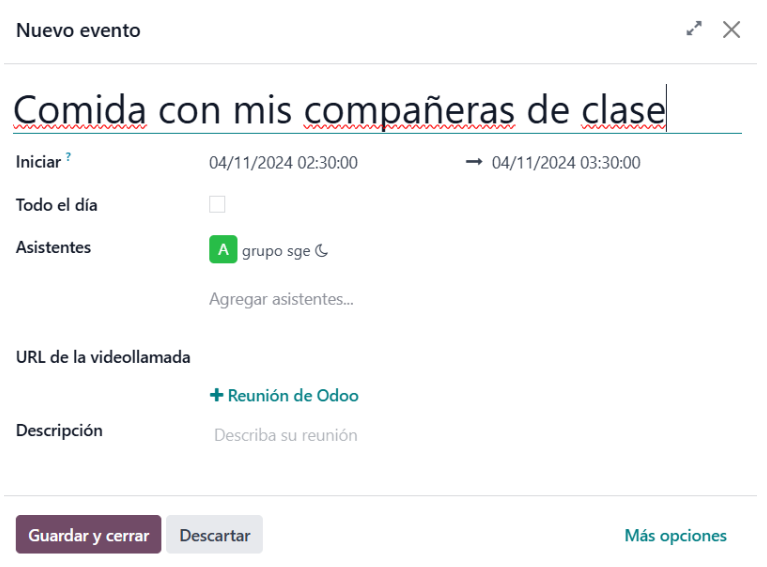 Nuevo evento
Comida con mis compañeras de clase
Iniciar ? 04/11/2024 02:30:00 → 04/11/2024 03:30:00
Todo el día
Asistentes A grupo sge
Agregar asistentes...
URL de la videollamada
+ Reunión de Odoo
Descripción Describa su reunión
Guardar y cerrar Descartar Más opciones